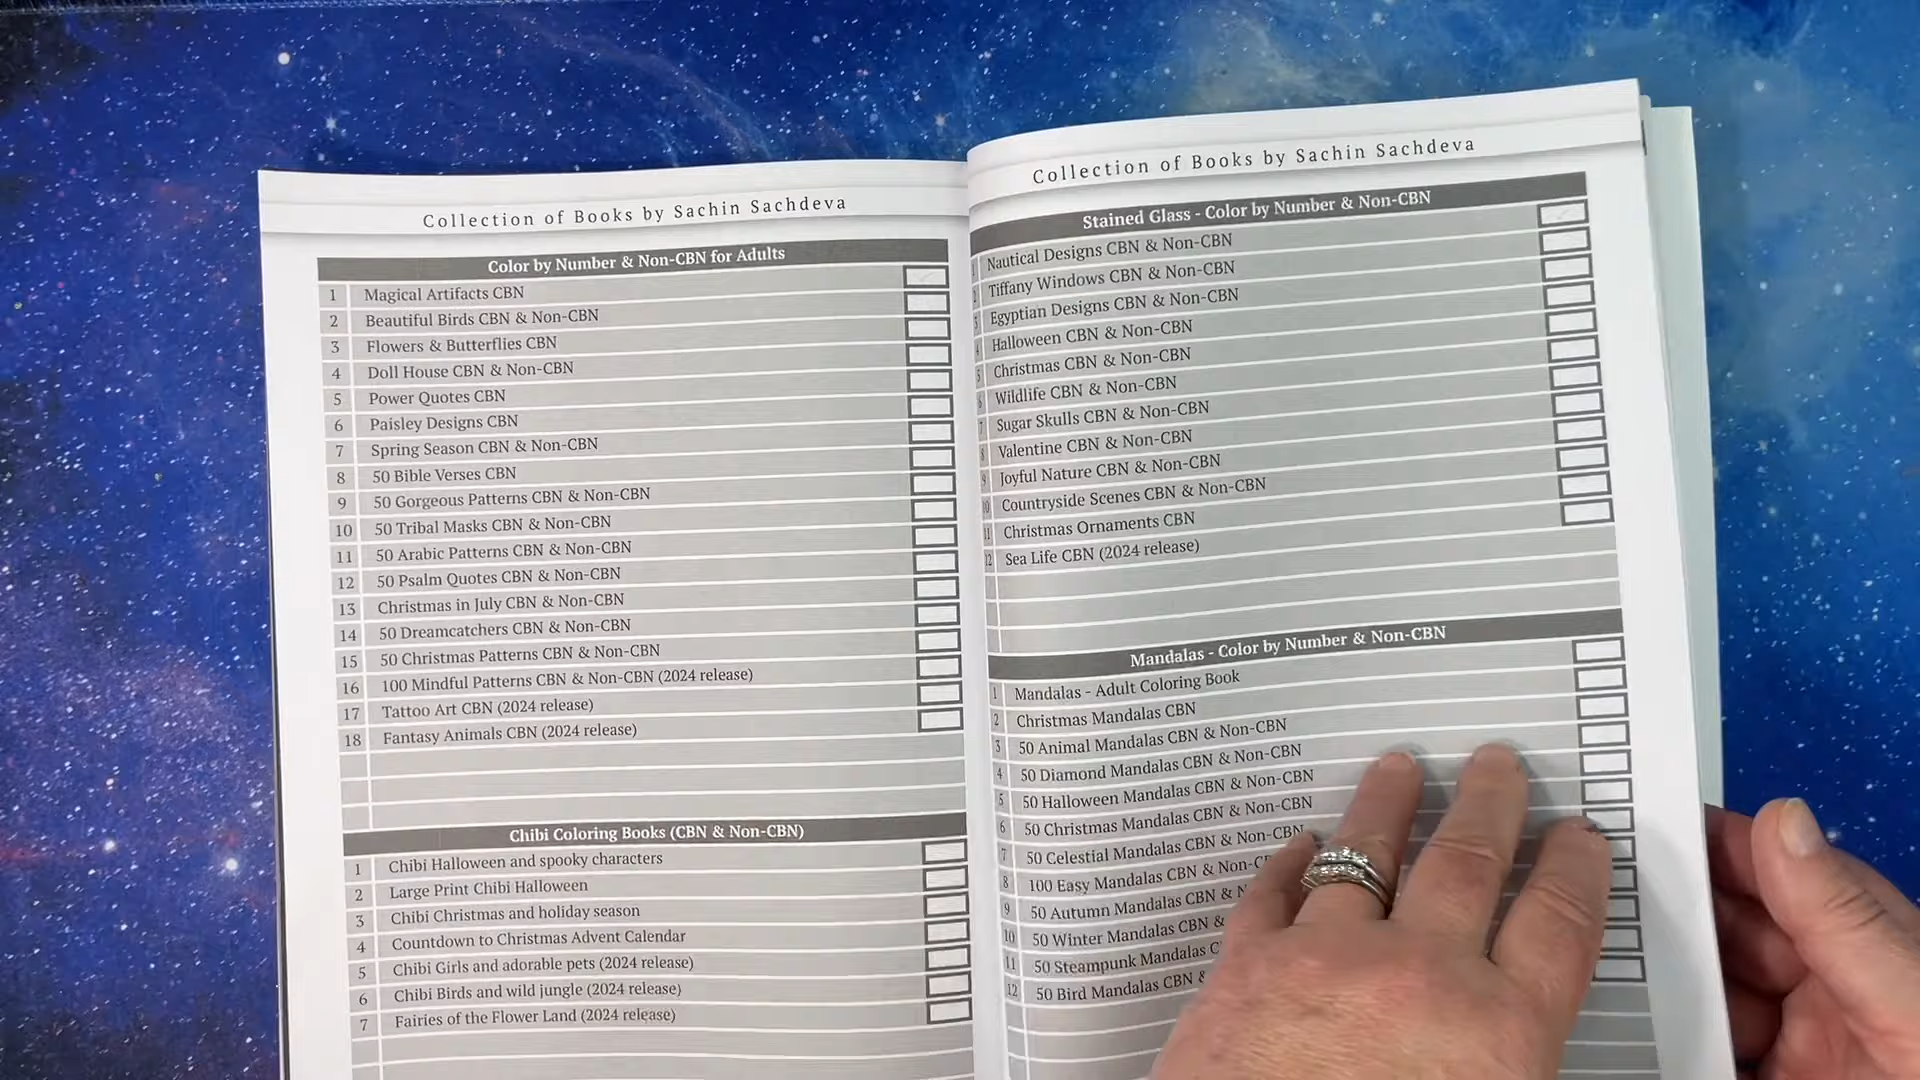 Collection of Books by Sachin Sachdeva
Color by Number & Non-CBN for Adults
1 Magical Artifacts CBN
2 Beautiful Birds CBN & Non-CBN
3 Flowers & Butterflies CBN
4 Doll House CBN & Non-CBN
5 Power Quotes CBN
6 Paisley Designs CBN
7 Spring Season CBN & Non-CBN
8 50 Bible Verses CBN
9 50 Gorgeous Patterns CBN & Non-CBN
10 50 Tribal Masks CBN & Non-CBN
11 50 Arabic Patterns CBN & Non-CBN
12 50 Psalm Quotes CBN & Non-CBN
13 Christmas in July CBN & Non-CBN
14 50 Dreamcatchers CBN & Non-CBN
15 50 Christmas Patterns CBN & Non-CBN
16 100 Mindful Patterns CBN & Non-CBN (2024 release)
17 Tattoo Art CBN (2024 release)
18 Fantasy Animals CBN (2024 release)
Chibi Coloring Books (CBN & Non-CBN)
1 Chibi Halloween and spooky characters
2 Large Print Chibi Halloween
3 Chibi Christmas and holiday season
4 Countdown to Christmas Advent Calendar
5 Chibi Girls and adorable pets (2024 release)
6 Chibi Birds and wild jungle (2024 release)
7 Fairies of the Flower Land (2024 release)
Collection of Books by Sachin Sachdeva
Stained Glass - Color by Number & Non-CBN
1 Nautical Designs CBN & Non-CBN
2 Tiffany Windows CBN & Non-CBN
3 Egyptian Designs CBN & Non-CBN
4 Halloween CBN & Non-CBN
5 Christmas CBN & Non-CBN
6 Wildlife CBN & Non-CBN
7 Sugar Skulls CBN & Non-CBN
8 Valentine CBN & Non-CBN
9 Joyful Nature CBN & Non-CBN
10 Countryside Scenes CBN & Non-CBN
11 Christmas Ornaments CBN
12 Sea Life CBN (2024 release)
Mandalas - Color by Number & Non-CBN
1 Mandalas - Adult Coloring Book
2 Christmas Mandalas CBN
3 50 Animal Mandalas CBN & Non-CBN
4 50 Diamond Mandalas CBN & Non-CBN
5 50 Halloween Mandalas CBN & Non-CBN
6 50 Christmas Mandalas CBN & Non-CBN
7 50 Celestial Mandalas CBN & Non-CBN
8 100 Easy Mandalas CBN &
9 50 Autumn Mandalas CBN &
10 50 Winter Mandalas CBN &
11 50 Steampunk Mandalas
12 50 Bird Mandalas CBN &